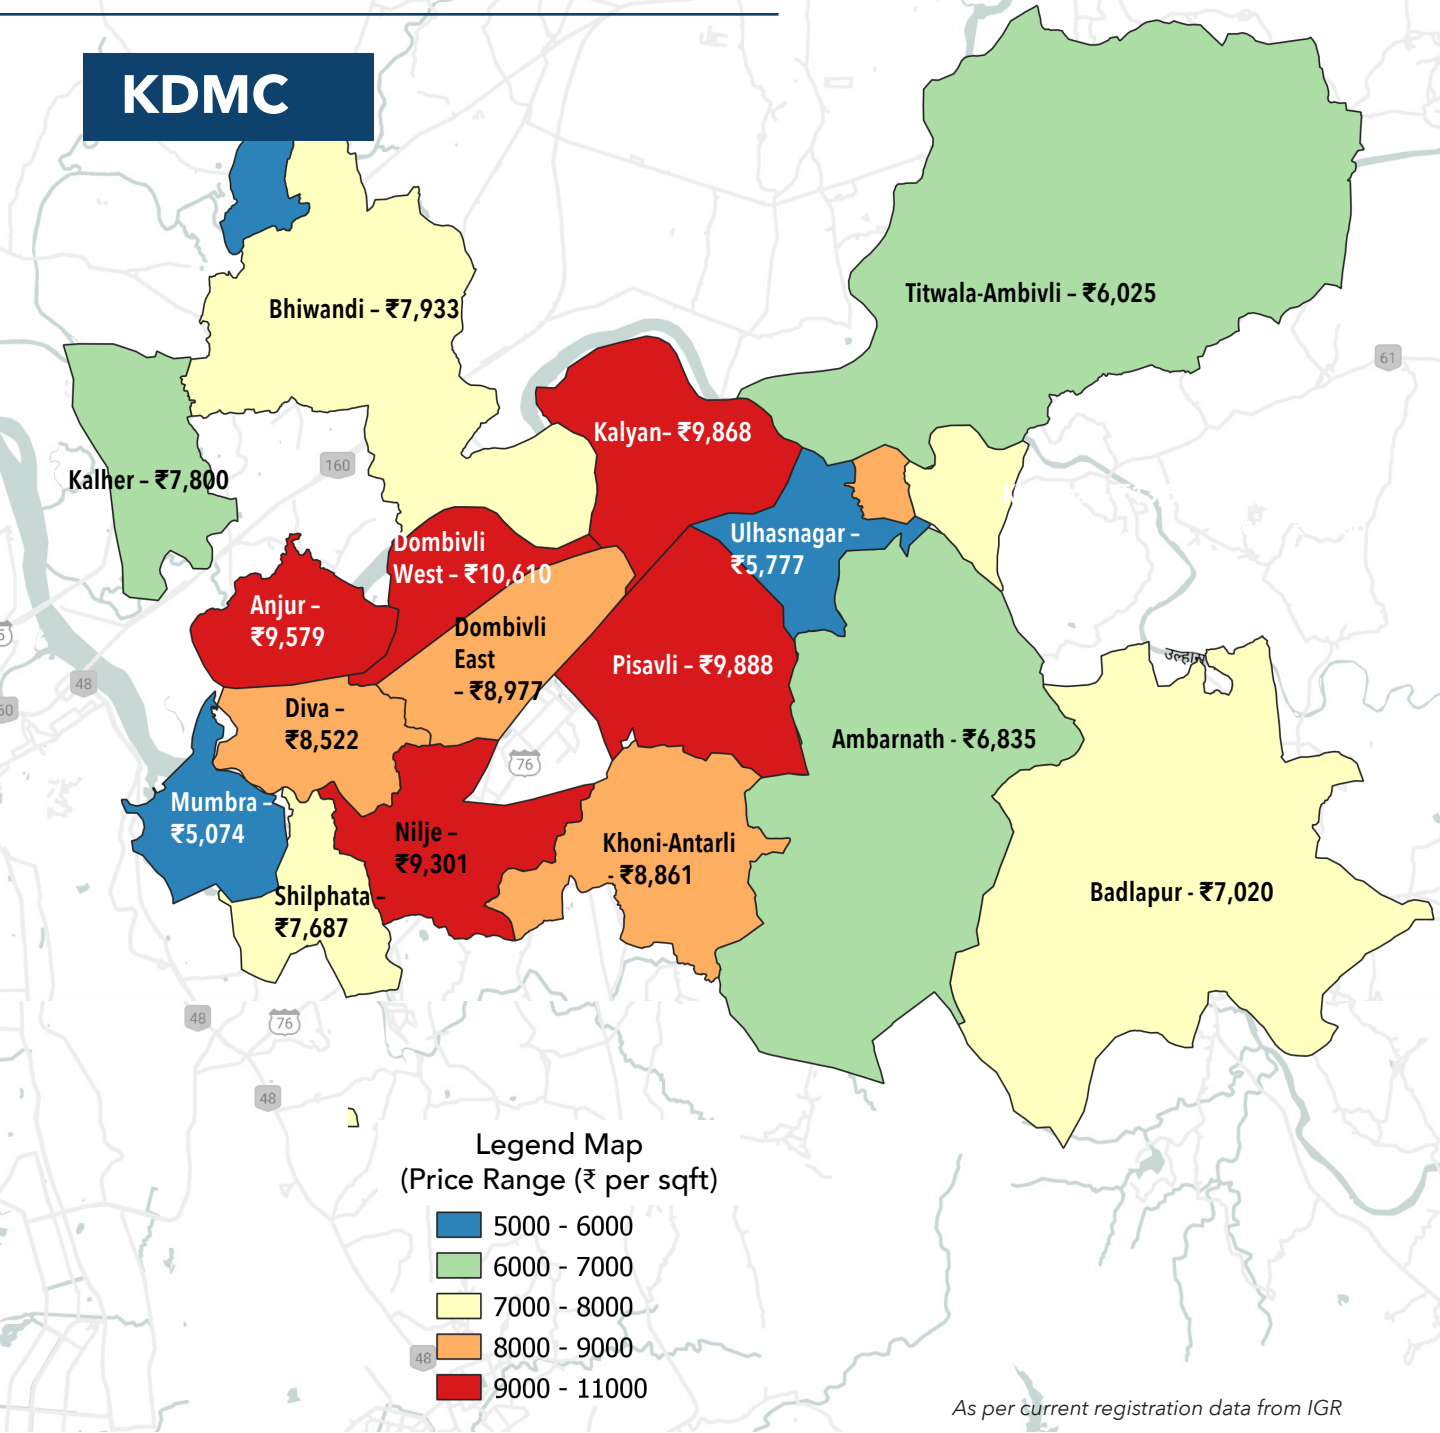 KDMC
Bhiwandi – ₹7,933
Titwala-Ambivli – ₹6,025
61
Kalyan– ₹9,868
160
Kalher – ₹7,800
Ulhasnagar –
₹5,777
Dombivli
West – ₹10,610
Anjur –
₹9,579
Dombivli
East
– ₹8,977
Pisavli – ₹9,888
उल्हास
48
60
Diva –
₹8,522
Ambarnath - ₹6,835
76
Mumbra –
₹5,074
Nilje –
₹9,301
Khoni-Antarli
- ₹8,861
Shilphata –
₹7,687
Badlapur - ₹7,020
48
76
48
Legend Map
(Price Range (₹ per sqft)
5000 - 6000
6000 - 7000
7000 - 8000
8000 - 9000
48
9000 - 11000
As per current registration data from IGR